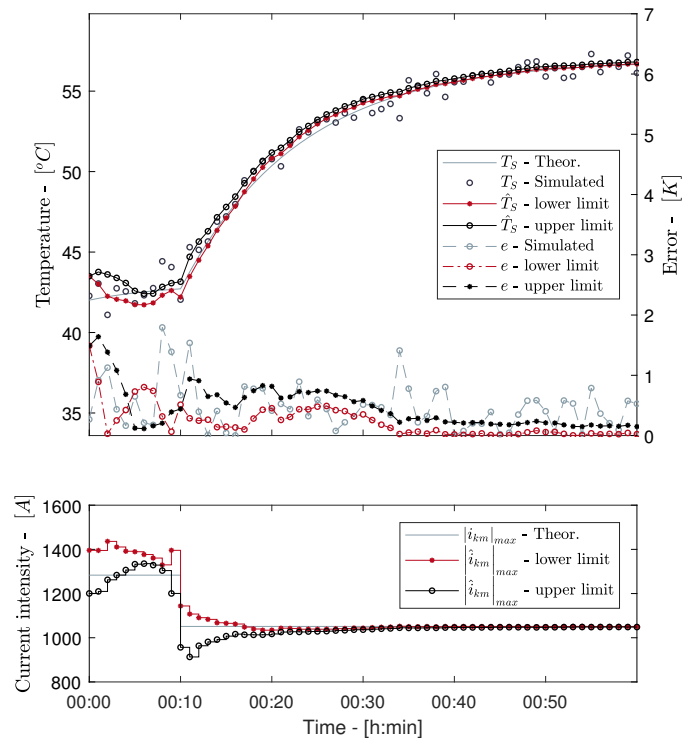 7
6
5
4
3
2
1
0
Error - [K]
55
50
45
40
35
Temperature - [°C]
T_S - Theor.
T_S - Simulated
T̂_S - lower limit
T̂_S - upper limit
e - Simulated
e - lower limit
e - upper limit
1600
1400
1200
1000
800
Current intensity - [A]
|i_km|_max - Theor.
|î_km|_max - lower limit
|î_km|_max - upper limit
00:00 00:10 00:20 00:30 00:40 00:50
Time - [h:min]